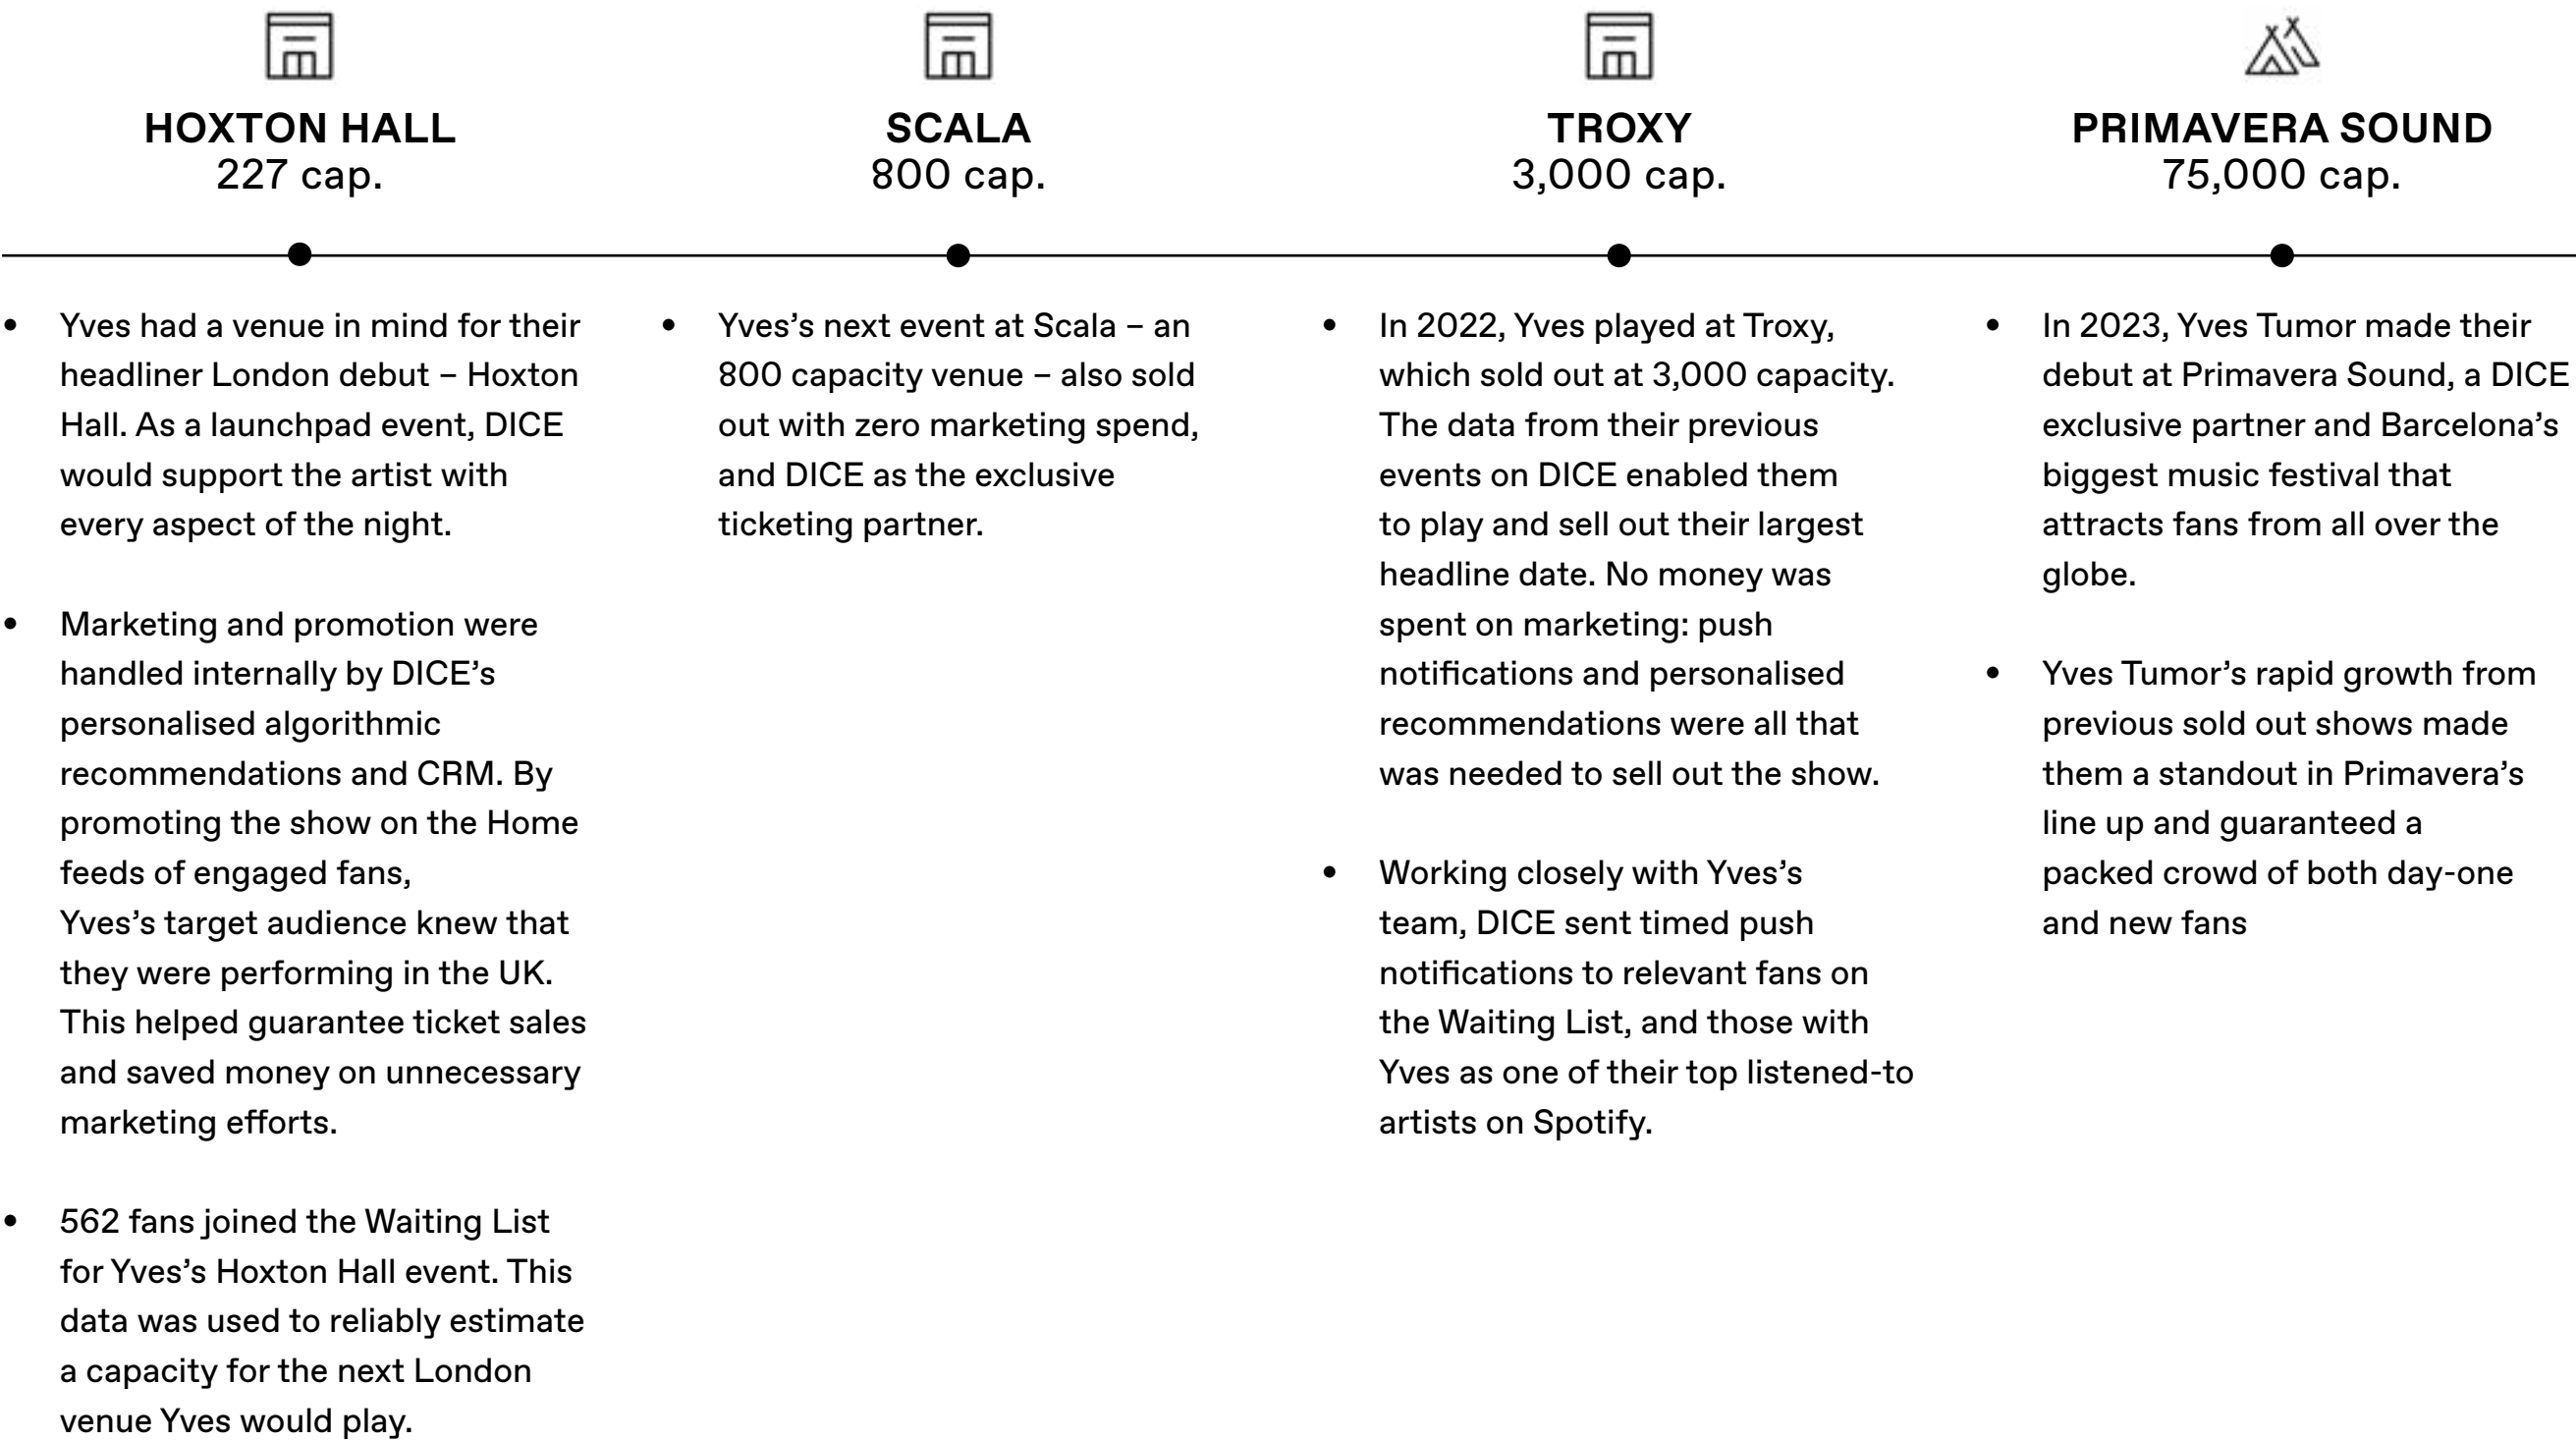 HOXTON HALL
227 cap.
• Yves had a venue in mind for their
headliner London debut – Hoxton
Hall. As a launchpad event, DICE
would support the artist with
every aspect of the night.
• Marketing and promotion were
handled internally by DICE’s
personalised algorithmic
recommendations and CRM. By
promoting the show on the Home
feeds of engaged fans,
Yves’s target audience knew that
they were performing in the UK.
This helped guarantee ticket sales
and saved money on unnecessary
marketing efforts.
• 562 fans joined the Waiting List
for Yves’s Hoxton Hall event. This
data was used to reliably estimate
a capacity for the next London
venue Yves would play.
SCALA
800 cap.
• Yves’s next event at Scala – an
800 capacity venue – also sold
out with zero marketing spend,
and DICE as the exclusive
ticketing partner.
TROXY
3,000 cap.
• In 2022, Yves played at Troxy,
which sold out at 3,000 capacity.
The data from their previous
events on DICE enabled them
to play and sell out their largest
headline date. No money was
spent on marketing: push
notifications and personalised
recommendations were all that
was needed to sell out the show.
• Working closely with Yves’s
team, DICE sent timed push
notifications to relevant fans on
the Waiting List, and those with
Yves as one of their top listened-to
artists on Spotify.
PRIMAVERA SOUND
75,000 cap.
• In 2023, Yves Tumor made their
debut at Primavera Sound, a DICE
exclusive partner and Barcelona’s
biggest music festival that
attracts fans from all over the
globe.
• Yves Tumor’s rapid growth from
previous sold out shows made
them a standout in Primavera’s
line up and guaranteed a
packed crowd of both day-one
and new fans